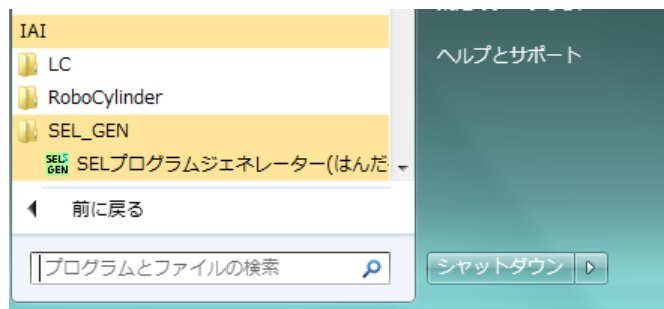 IAI
LC
RoboCylinder
SEL_GEN
SEL GEN SELプログラムジェネレーター((はんだ
前に戻る
プログラムとファイルの検索
ヘルプとサポート
シャットダウン